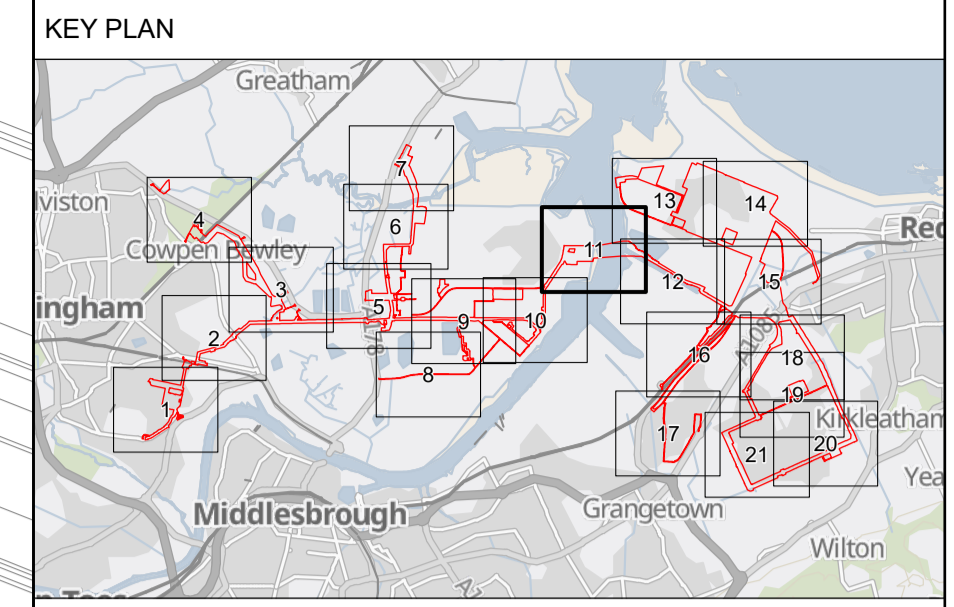 KEY PLAN
Greatham
lviston
Cowpen Bewley
ingham
Red
A178
A1085
Kirkleatham
Yea
Middlesbrough
Grangetown
Wilton
n-Tees
1
2
3
4
5
6
7
8
9
10
11
12
13
14
15
16
17
18
19
20
21